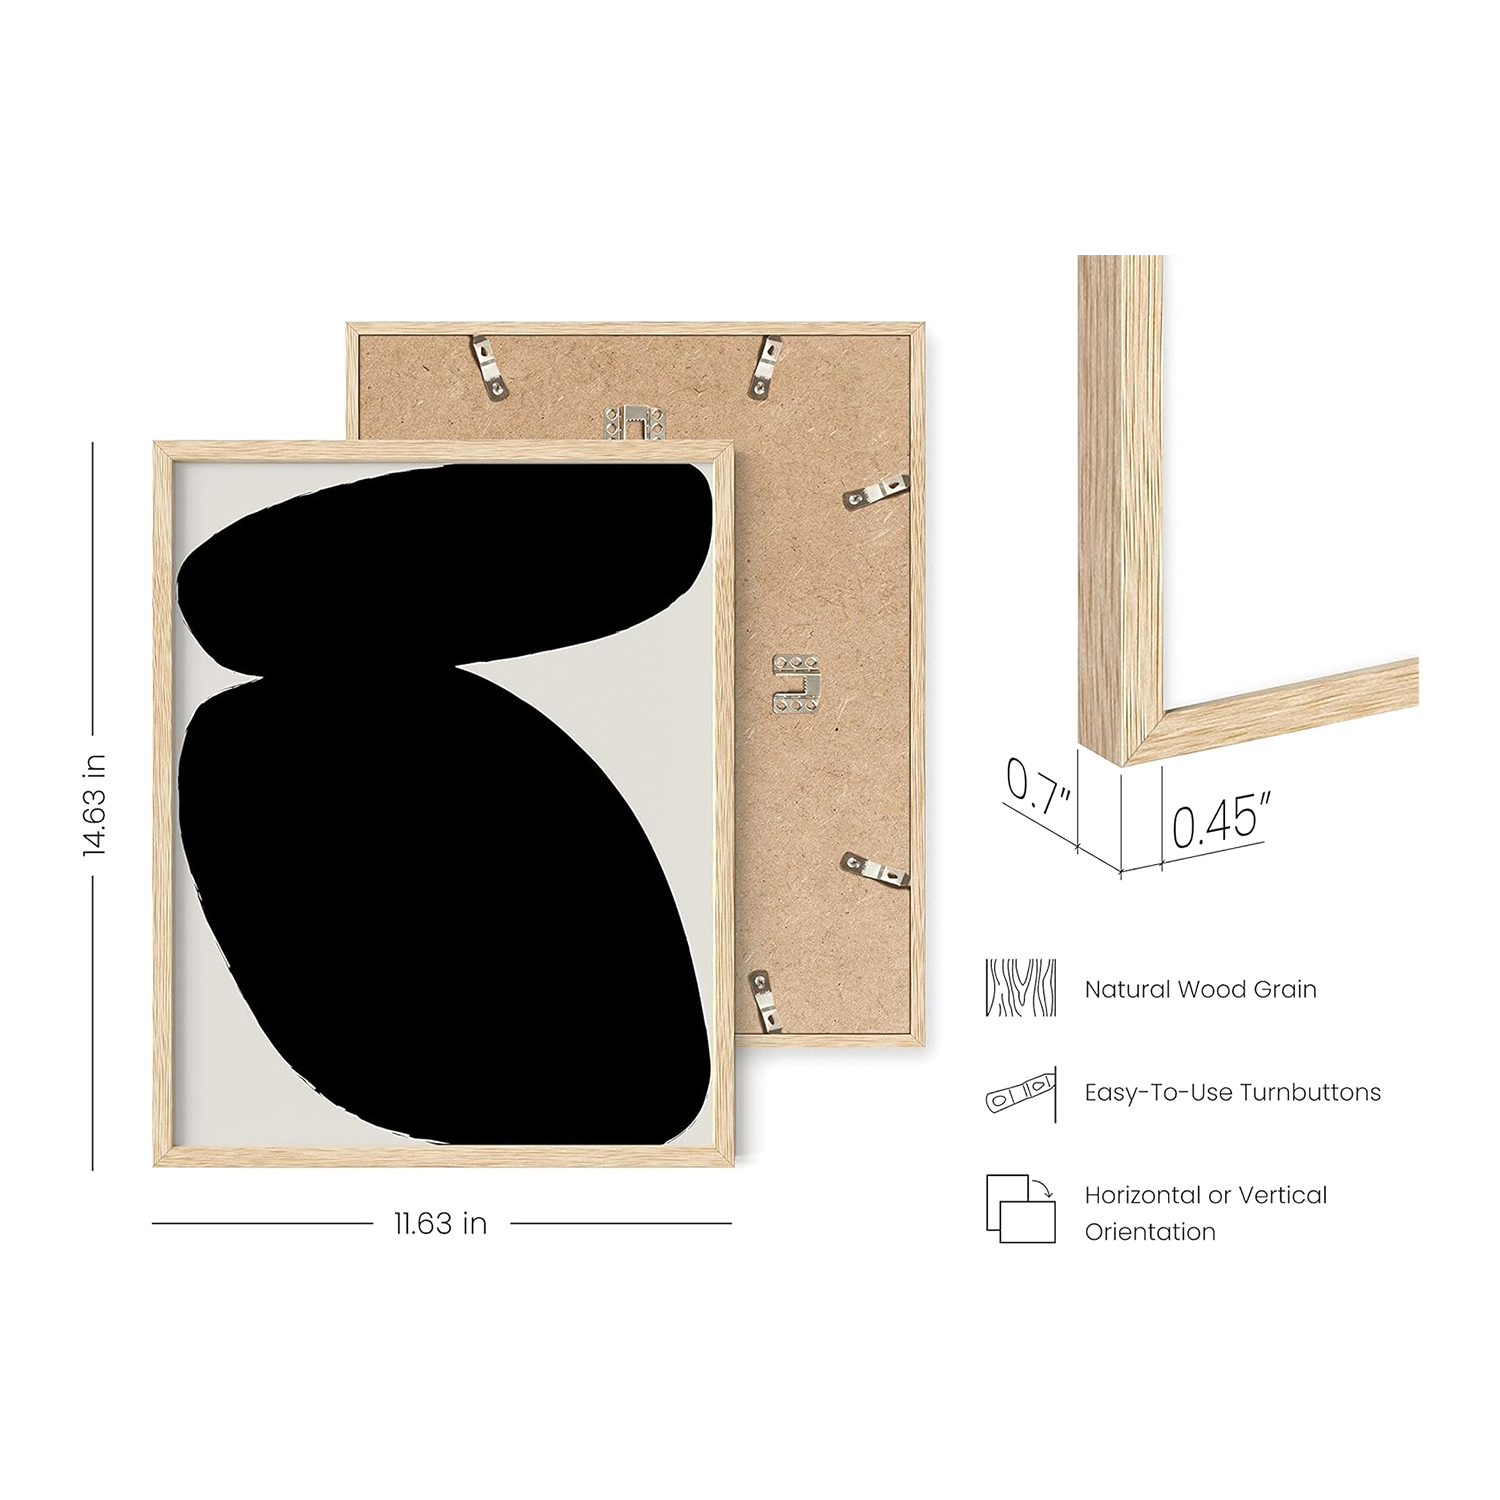 14.63 in
11.63 in
0.7"
0.45"
Natural Wood Grain
Easy-To-Use Turnbuttons
Horizontal or Vertical
Orientation